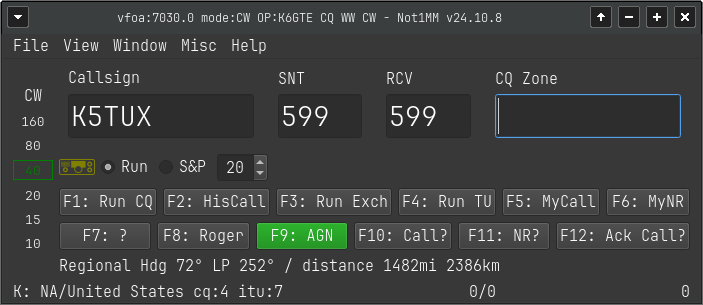 vfoa:7030.0 mode:CW OP:K6GTE CQ WW CW - Not1MM v24.10.8
File View Window Misc Help
Callsign SNT RCV CQ Zone
CW
K5TUX 599 599
160
80
40
Run S&P 20
20
F1: Run CQ F2: HisCall F3: Run Exch F4: Run TU F5: MyCall F6: MyNR
15
F7: ? F8: Roger F9: AGN F10: Call? F11: NR? F12: Ack Call?
10
Regional Hdg 72° LP 252° / distance 1482mi 2386km
K: NA/United States cq:4 itu:7 0/0 0